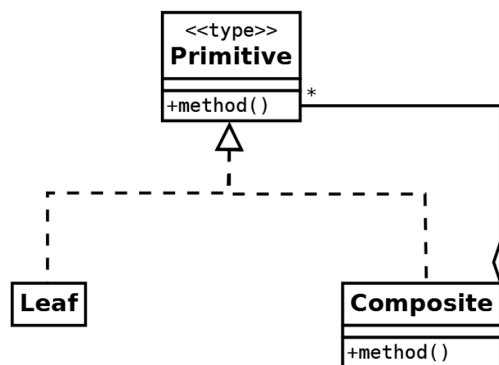 <<type>>
Primitive
+method()
*
Leaf
Composite
+method()